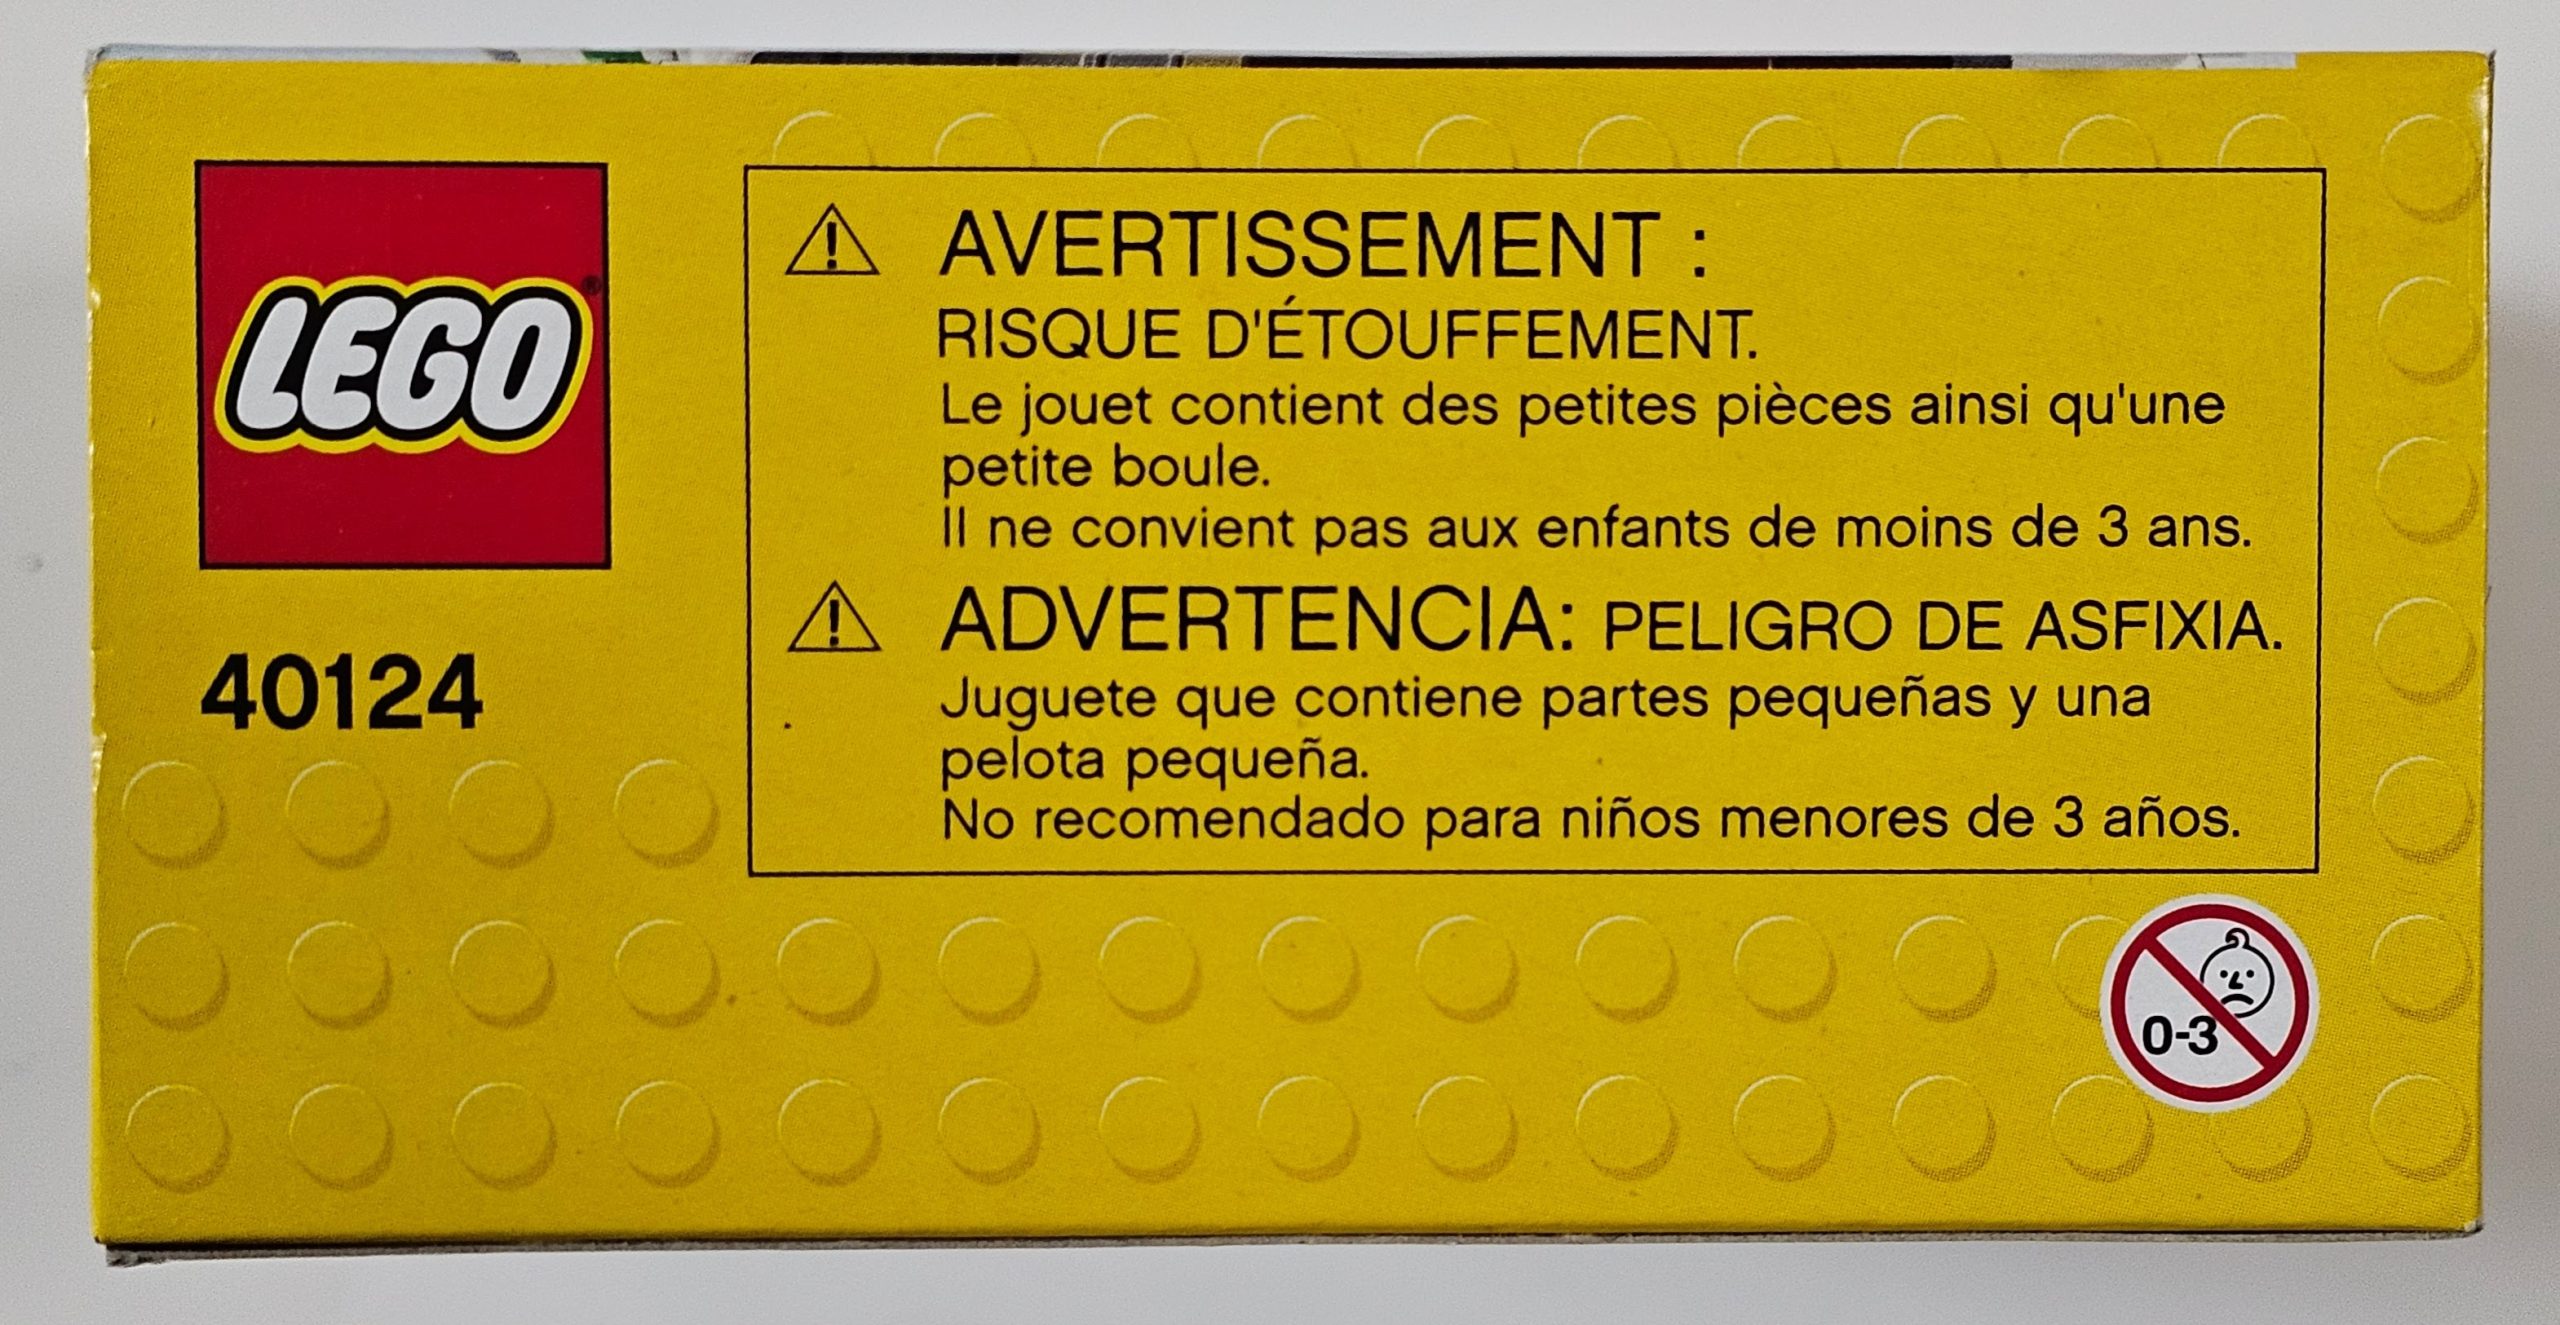 LEGO®
40124
⚠ AVERTISSEMENT :
RISQUE D'ÉTOUFFEMENT.
Le jouet contient des petites pièces ainsi qu'une
petite boule.
Il ne convient pas aux enfants de moins de 3 ans.
⚠ ADVERTENCIA: PELIGRO DE ASFIXIA.
Juguete que contiene partes pequeñas y una
pelota pequeña.
No recomendado para niños menores de 3 años.
0-3